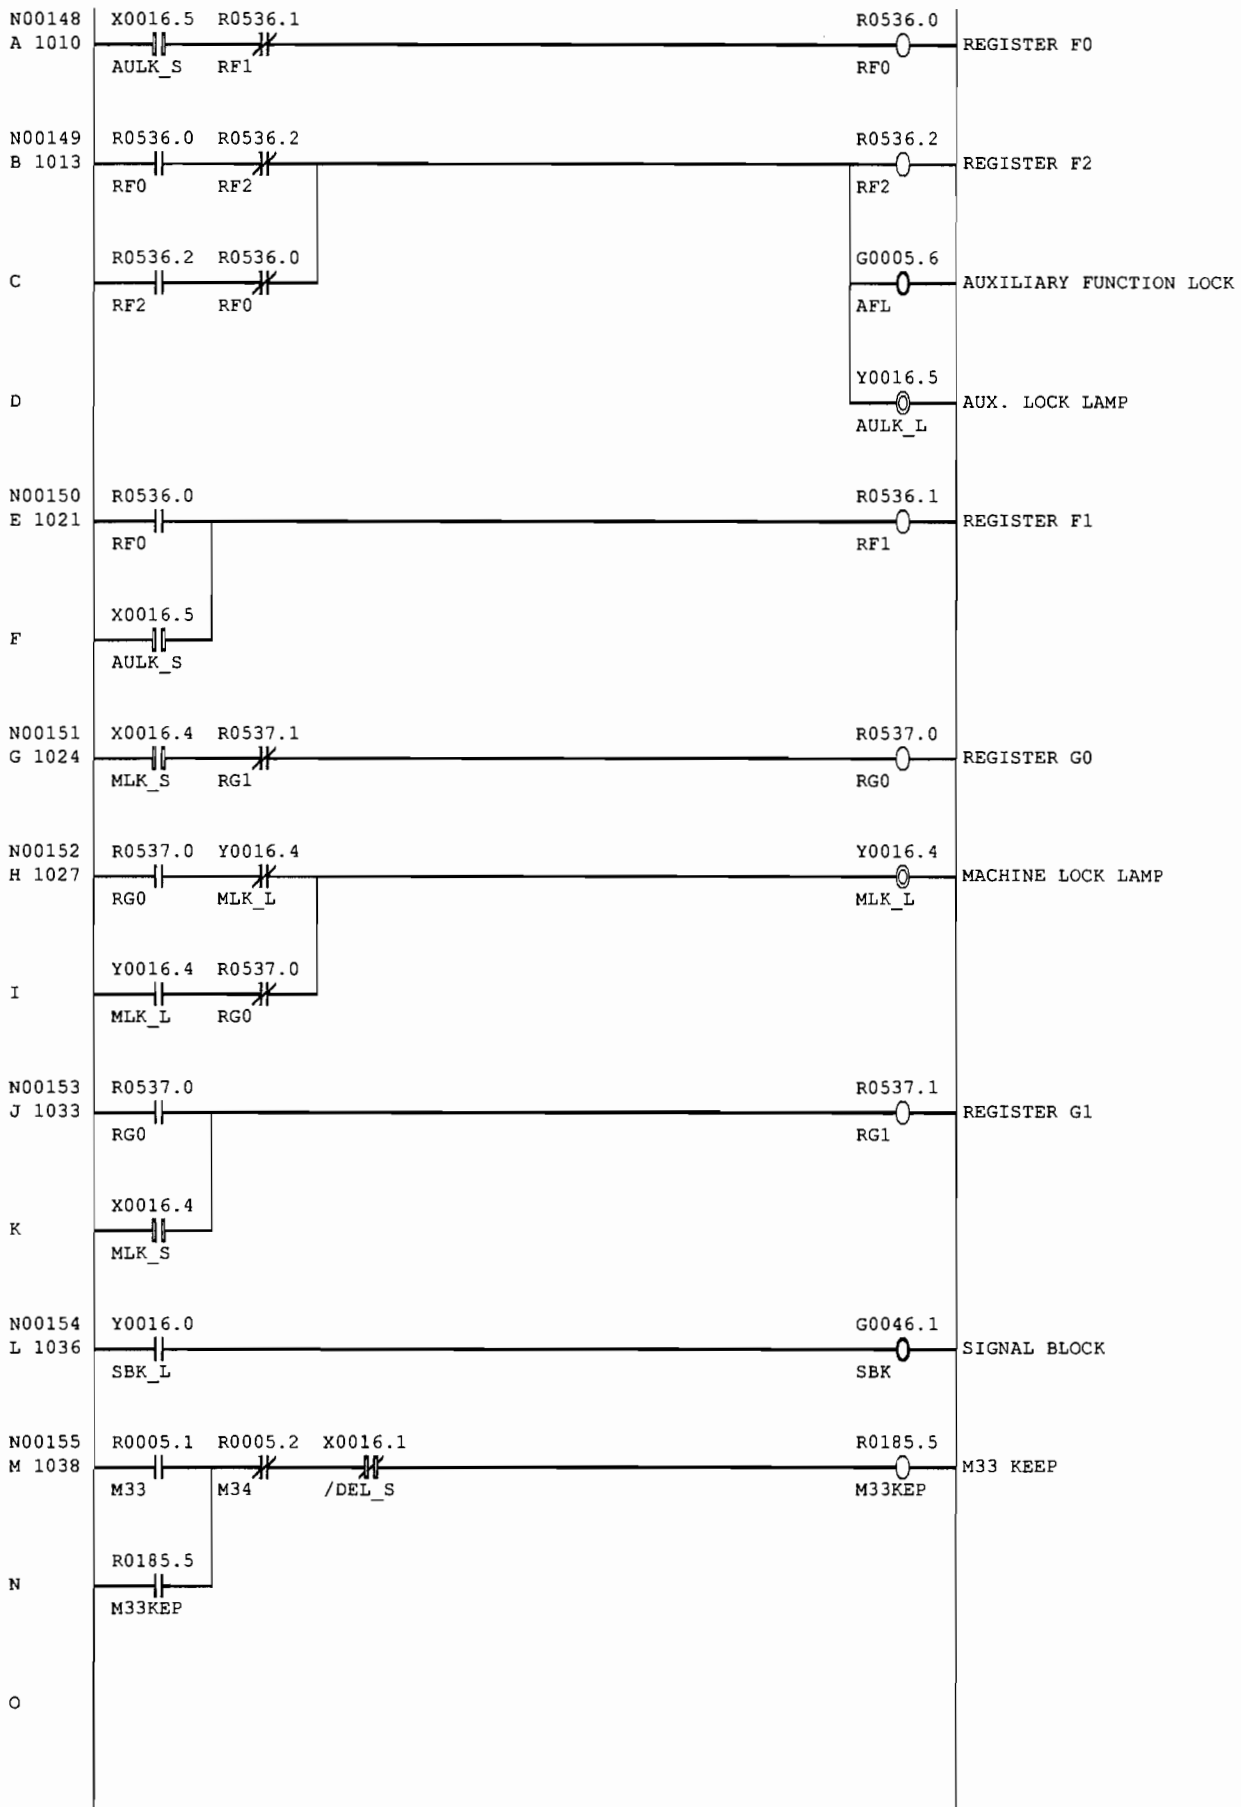 N00148 X0016.5 R0536.1 R0536.0
A 1010 REGISTER F0
AULK_S RF1 RF0
N00149 R0536.0 R0536.2 R0536.2
B 1013 REGISTER F2
RF0 RF2 RF2
R0536.2 R0536.0 G0005.6
C AUXILIARY FUNCTION LOCK
RF2 RF0 AFL
Y0016.5
D AUX. LOCK LAMP
AULK_L
N00150 R0536.0 R0536.1
E 1021 REGISTER F1
RF0 RF1
X0016.5
F
AULK_S
N00151 X0016.4 R0537.1 R0537.0
G 1024 REGISTER G0
MLK_S RG1 RG0
N00152 R0537.0 Y0016.4 Y0016.4
H 1027 MACHINE LOCK LAMP
RG0 MLK_L MLK_L
Y0016.4 R0537.0
I
MLK_L RG0
N00153 R0537.0 R0537.1
J 1033 REGISTER G1
RG0 RG1
X0016.4
K
MLK_S
N00154 Y0016.0 G0046.1
L 1036 SIGNAL BLOCK
SBK_L SBK
N00155 R0005.1 R0005.2 X0016.1 R0185.5
M 1038 M33 KEEP
M33 M34 /DEL_S M33KEP
R0185.5
N
M33KEP
O